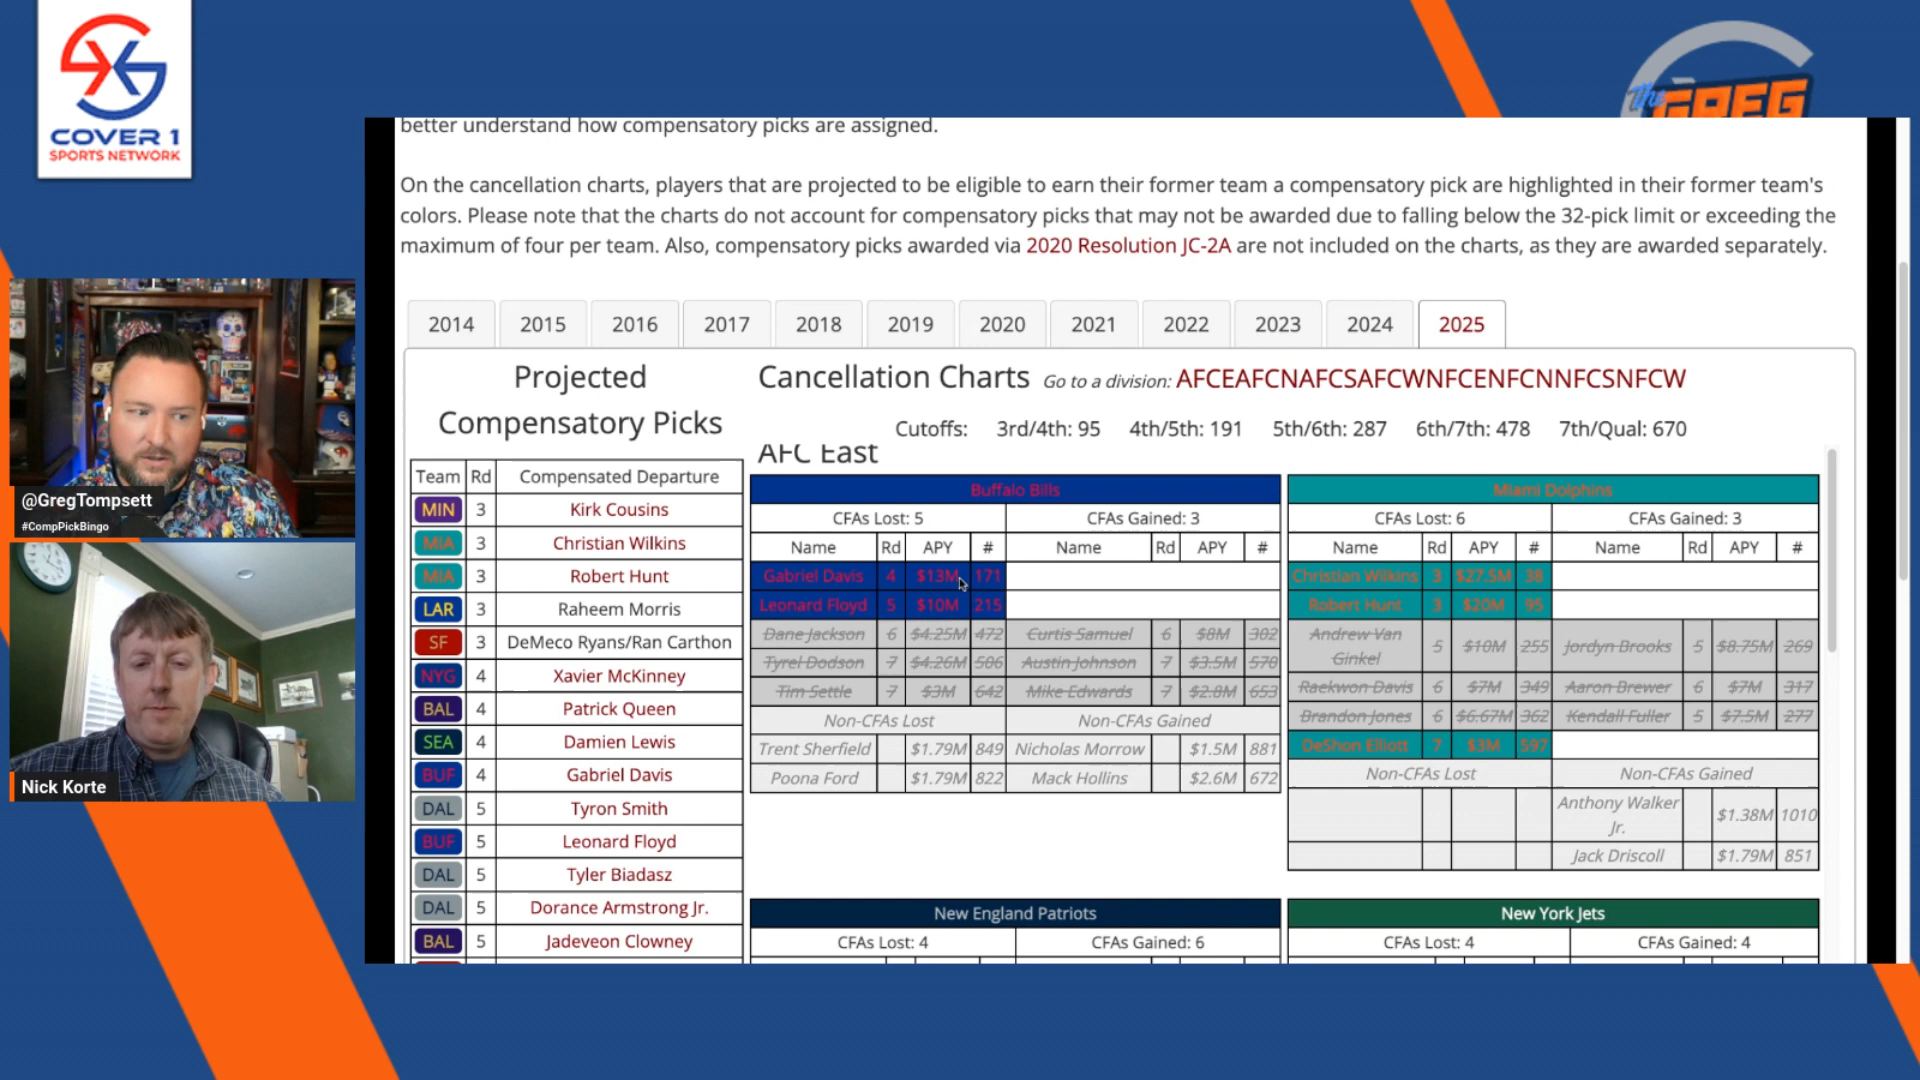 COVER 1
SPORTS NETWORK
The GREG
better understand how compensatory picks are assigned.
On the cancellation charts, players that are projected to be eligible to earn their former team a compensatory pick are highlighted in their former team's
colors. Please note that the charts do not account for compensatory picks that may not be awarded due to falling below the 32-pick limit or exceeding the
maximum of four per team. Also, compensatory picks awarded via 2020 Resolution JC-2A are not included on the charts, as they are awarded separately.
2014 2015 2016 2017 2018 2019 2020 2021 2022 2023 2024 2025
Projected
Compensatory Picks
Team Rd Compensated Departure
MIN 3 Kirk Cousins
MIA 3 Christian Wilkins
MIA 3 Robert Hunt
LAR 3 Raheem Morris
SF 3 DeMeco Ryans/Ran Carthon
NYG 4 Xavier McKinney
BAL 4 Patrick Queen
SEA 4 Damien Lewis
BUF 4 Gabriel Davis
DAL 5 Tyron Smith
BUF 5 Leonard Floyd
DAL 5 Tyler Biadasz
DAL 5 Dorance Armstrong Jr.
BAL 5 Jadeveon Clowney
Cancellation Charts Go to a division: AFCEAFCNAFCSAFCWNFCENFCNNFCSNFCW
Cutoffs: 3rd/4th: 95 4th/5th: 191 5th/6th: 287 6th/7th: 478 7th/Qual: 670
AFC East
Buffalo Bills
CFAs Lost: 5 CFAs Gained: 3
Name Rd APY # Name Rd APY #
Gabriel Davis 4 $13M 171
Leonard Floyd 5 $10M 215
Dane Jackson 6 $4.25M 472 Curtis Samuel 6 $8M 302
Tyrel Dodson 7 $4.26M 506 Austin Johnson 7 $3.5M 570
Tim Settle 7 $3M 642 Mike Edwards 7 $2.8M 653
Non-CFAs Lost Non-CFAs Gained
Trent Sherfield $1.79M 849 Nicholas Morrow $1.5M 881
Poona Ford $1.79M 822 Mack Hollins $2.6M 672
Miami Dolphins
CFAs Lost: 6 CFAs Gained: 3
Name Rd APY # Name Rd APY #
Christian Wilkins 3 $27.5M 38
Robert Hunt 3 $20M 95
Andrew Van
Ginkel 5 $10M 255 Jordyn Brooks 5 $8.75M 269
Raekwon Davis 6 $7M 349 Aaron Brewer 6 $7M 317
Brandon Jones 6 $6.67M 362 Kendall Fuller 5 $7.5M 277
DeShon Elliott 7 $3M 597
Non-CFAs Lost Non-CFAs Gained
Anthony Walker
Jr. $1.38M 1010
Jack Driscoll $1.79M 851
New England Patriots
CFAs Lost: 4 CFAs Gained: 6
New York Jets
CFAs Lost: 4 CFAs Gained: 4
@GregTompsett
#CompPickBingo
Nick Korte